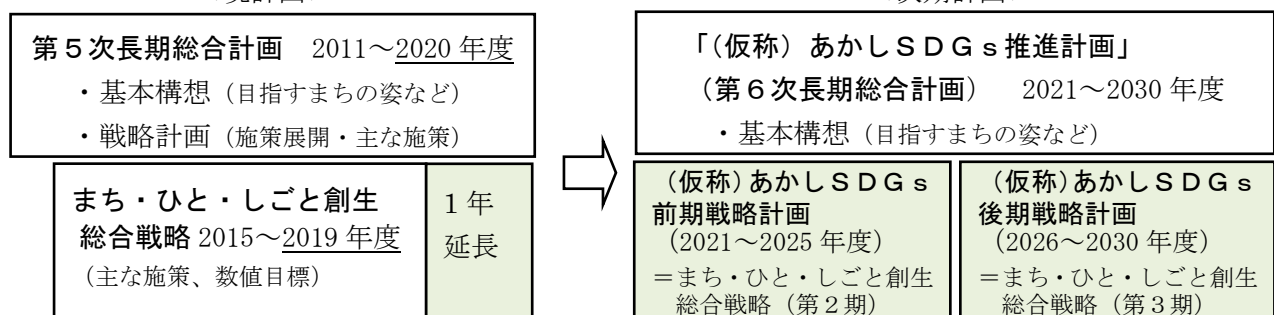 第５次長期総合計画　2011～2020 年度
・基本構想（目指すまちの姿など）
・戦略計画（施策展開・主な施策）
まち・ひと・しごと創生
総合戦略 2015～2019 年度
（主な施策、数値目標）
１年
延長
「（仮称）あかしＳＤＧｓ推進計画」
（第６次長期総合計画）　2021～2030 年度
・基本構想（目指すまちの姿など）
（仮称）あかしＳＤＧｓ
前期戦略計画
（2021～2025 年度）
＝まち・ひと・しごと創生
総合戦略（第２期）
（仮称）あかしＳＤＧｓ
後期戦略計画
（2026～2030 年度）
＝まち・ひと・しごと創生
総合戦略（第３期）